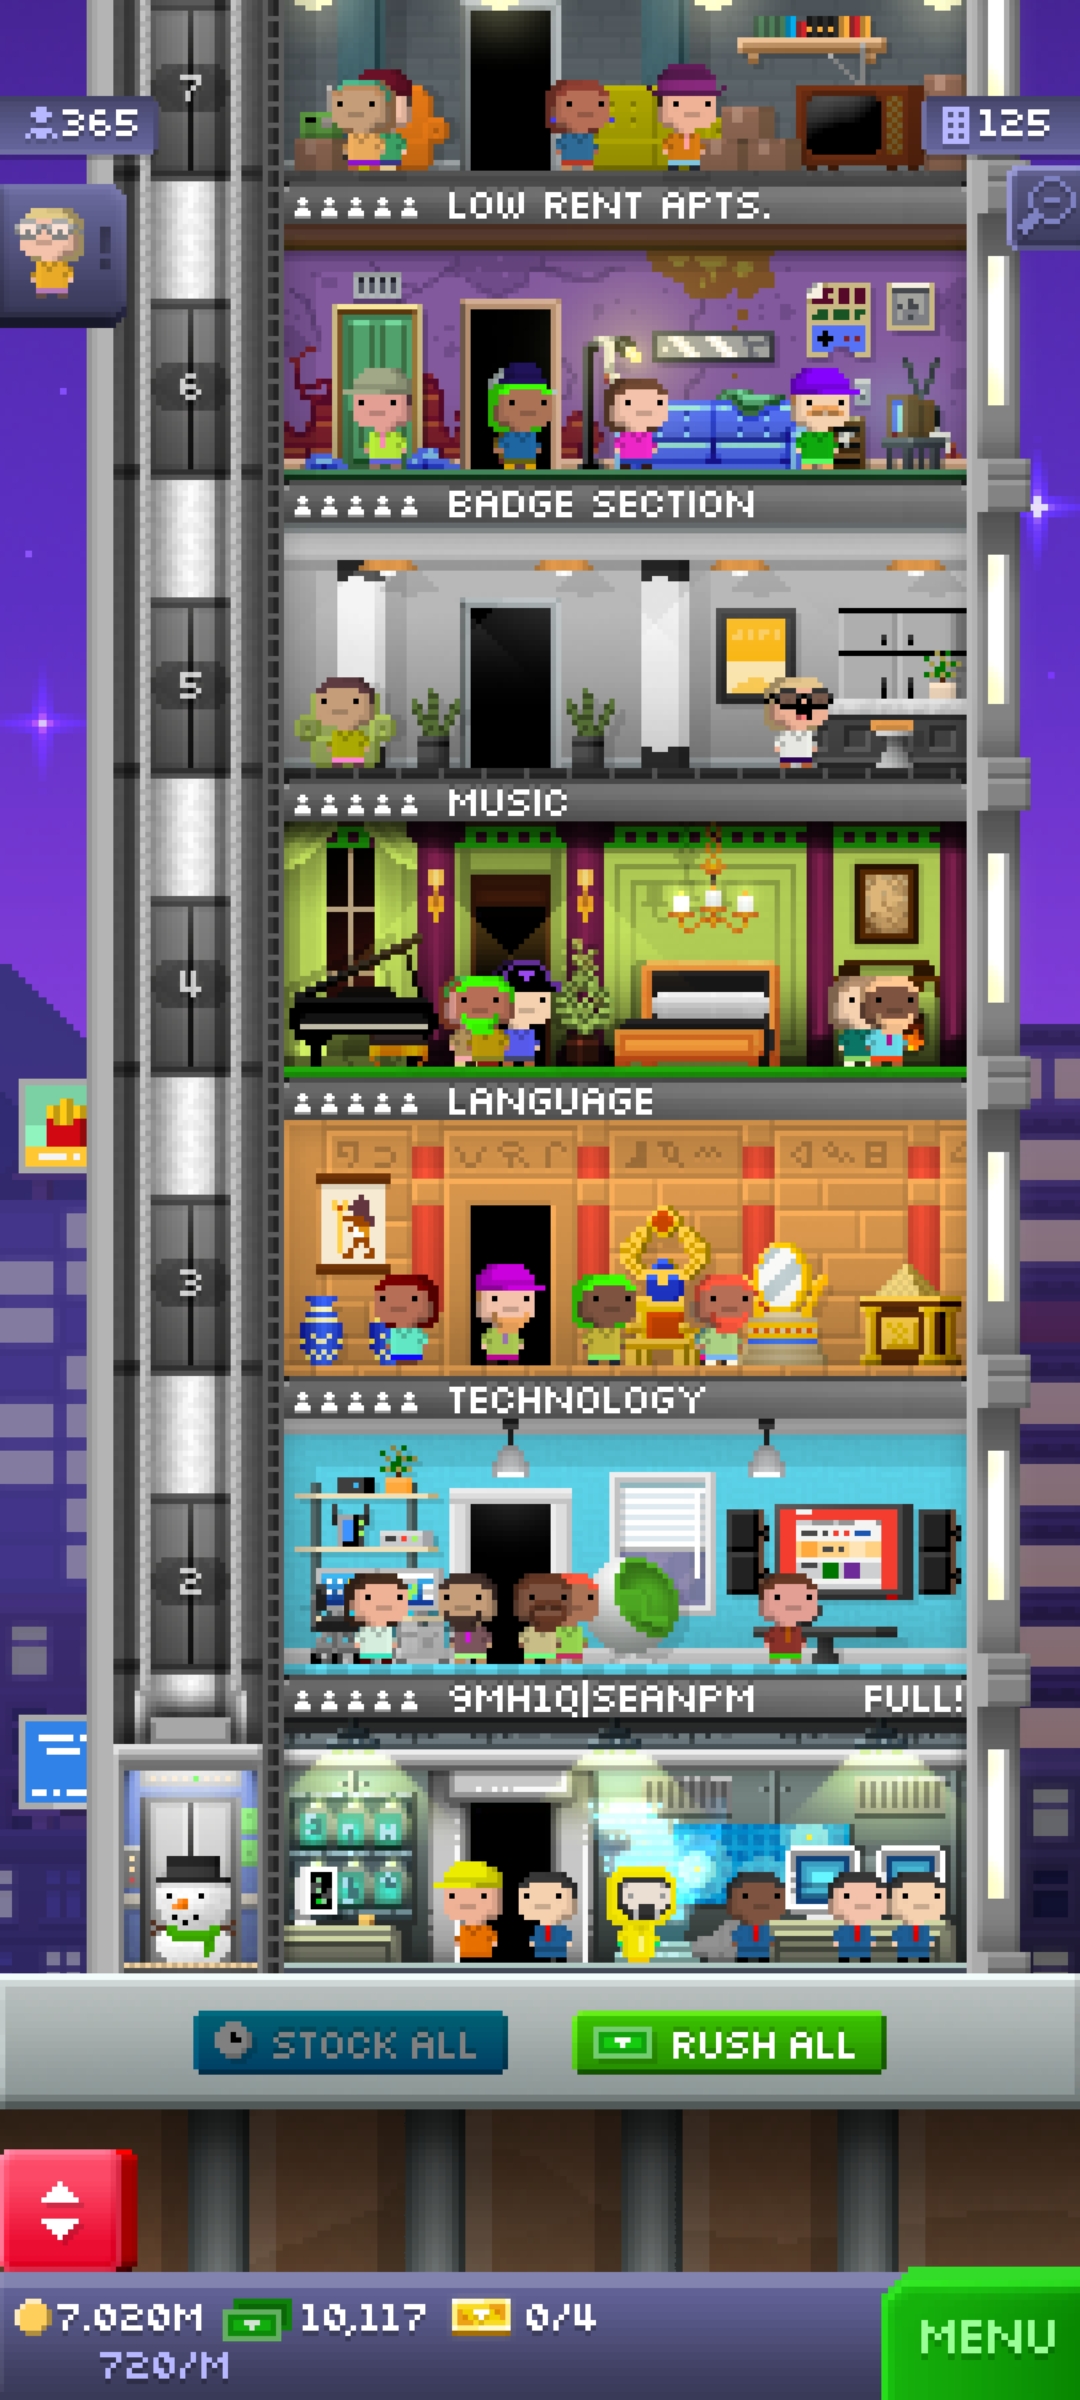 7
365
125
LOW RENT APTS.
!
6
BADGE SECTION
5
MUSIC
4
LANGUAGE
3
TECHNOLOGY
2
9MH1Q|SEANPM FULL!
STOCK ALL
RUSH ALL
7.020M 10,117 0/4
720/M
MENU